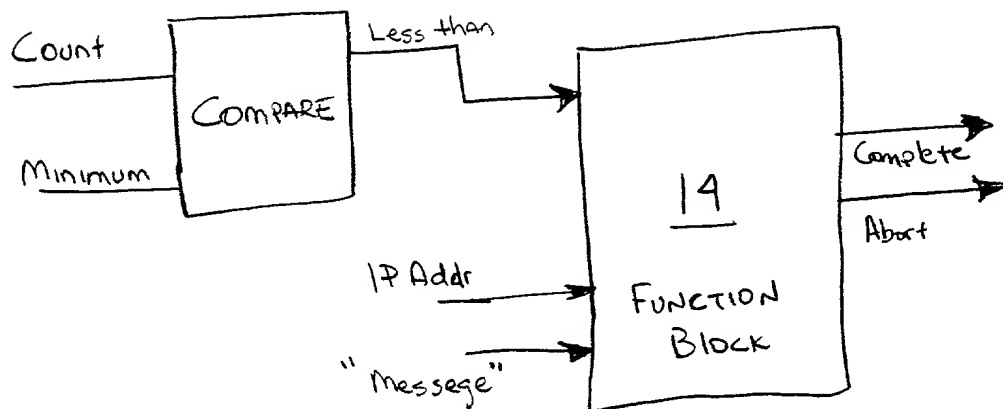 Count
Less than
COMPARE
Minimum
Complete
14
Abort
IP Addr
FUNCTION
BLOCK
"Messege"